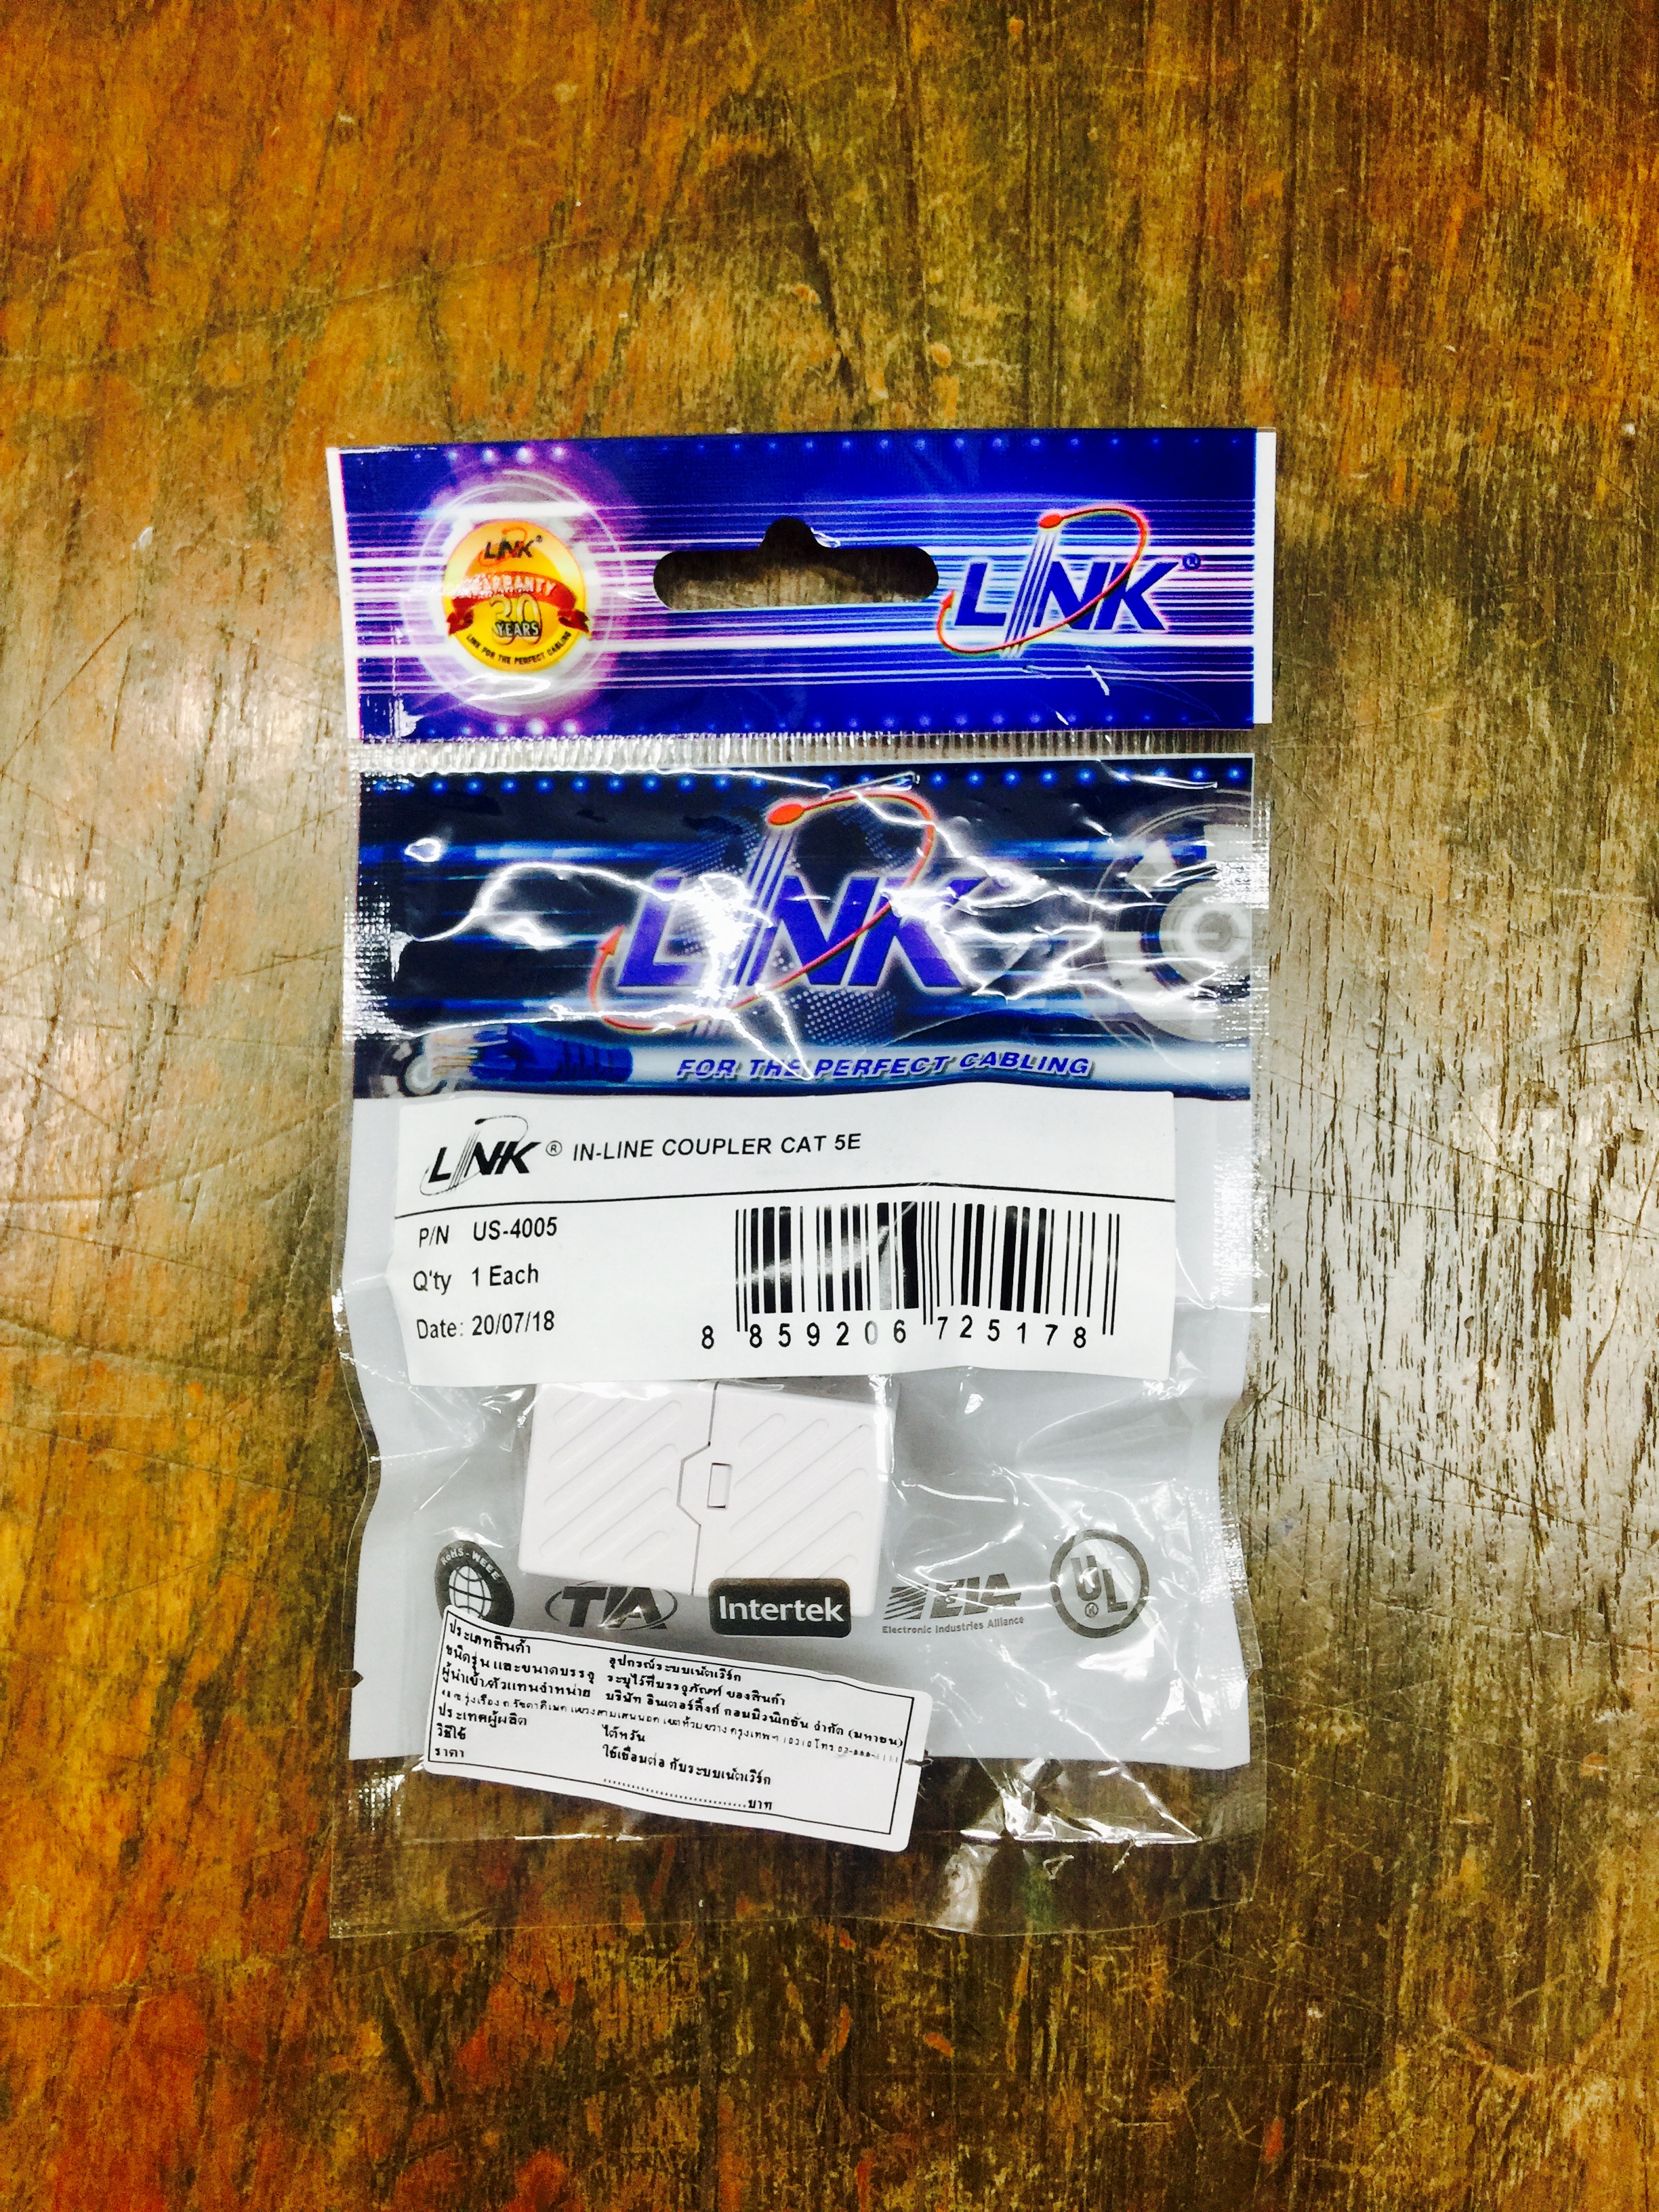 LINK®
WARRANTY
30
YEARS
LINK FOR THE PERFECT CABLING
LINK®
LINK
FOR THE PERFECT CABLING
LINK® IN-LINE COUPLER CAT 5E
P/N US-4005
Q'ty 1 Each
Date: 20/07/18
8 859206 725178
RoHS - WEEE
TIA
Intertek
EIA
Electronic Industries Alliance
UL®
ประเภทสินค้า อุปกรณ์ระบบเน็ตเวิร์ก
ชนิดรุ่น และขนาดบรรจุ ระบุไว้ที่บรรจุภัณฑ์ ของสินค้า
ผู้นำเข้า/ตัวแทนจำหน่าย บริษัท อินเตอร์ลิ้งค์ คอมมิวนิเคชั่น จำกัด (มหาชน)
ประเทศผู้ผลิต ไต้หวัน
วิธีใช้ ใช้เชื่อมต่อ กับระบบเน็ตเวิร์ก
ราคา ..............................บาท